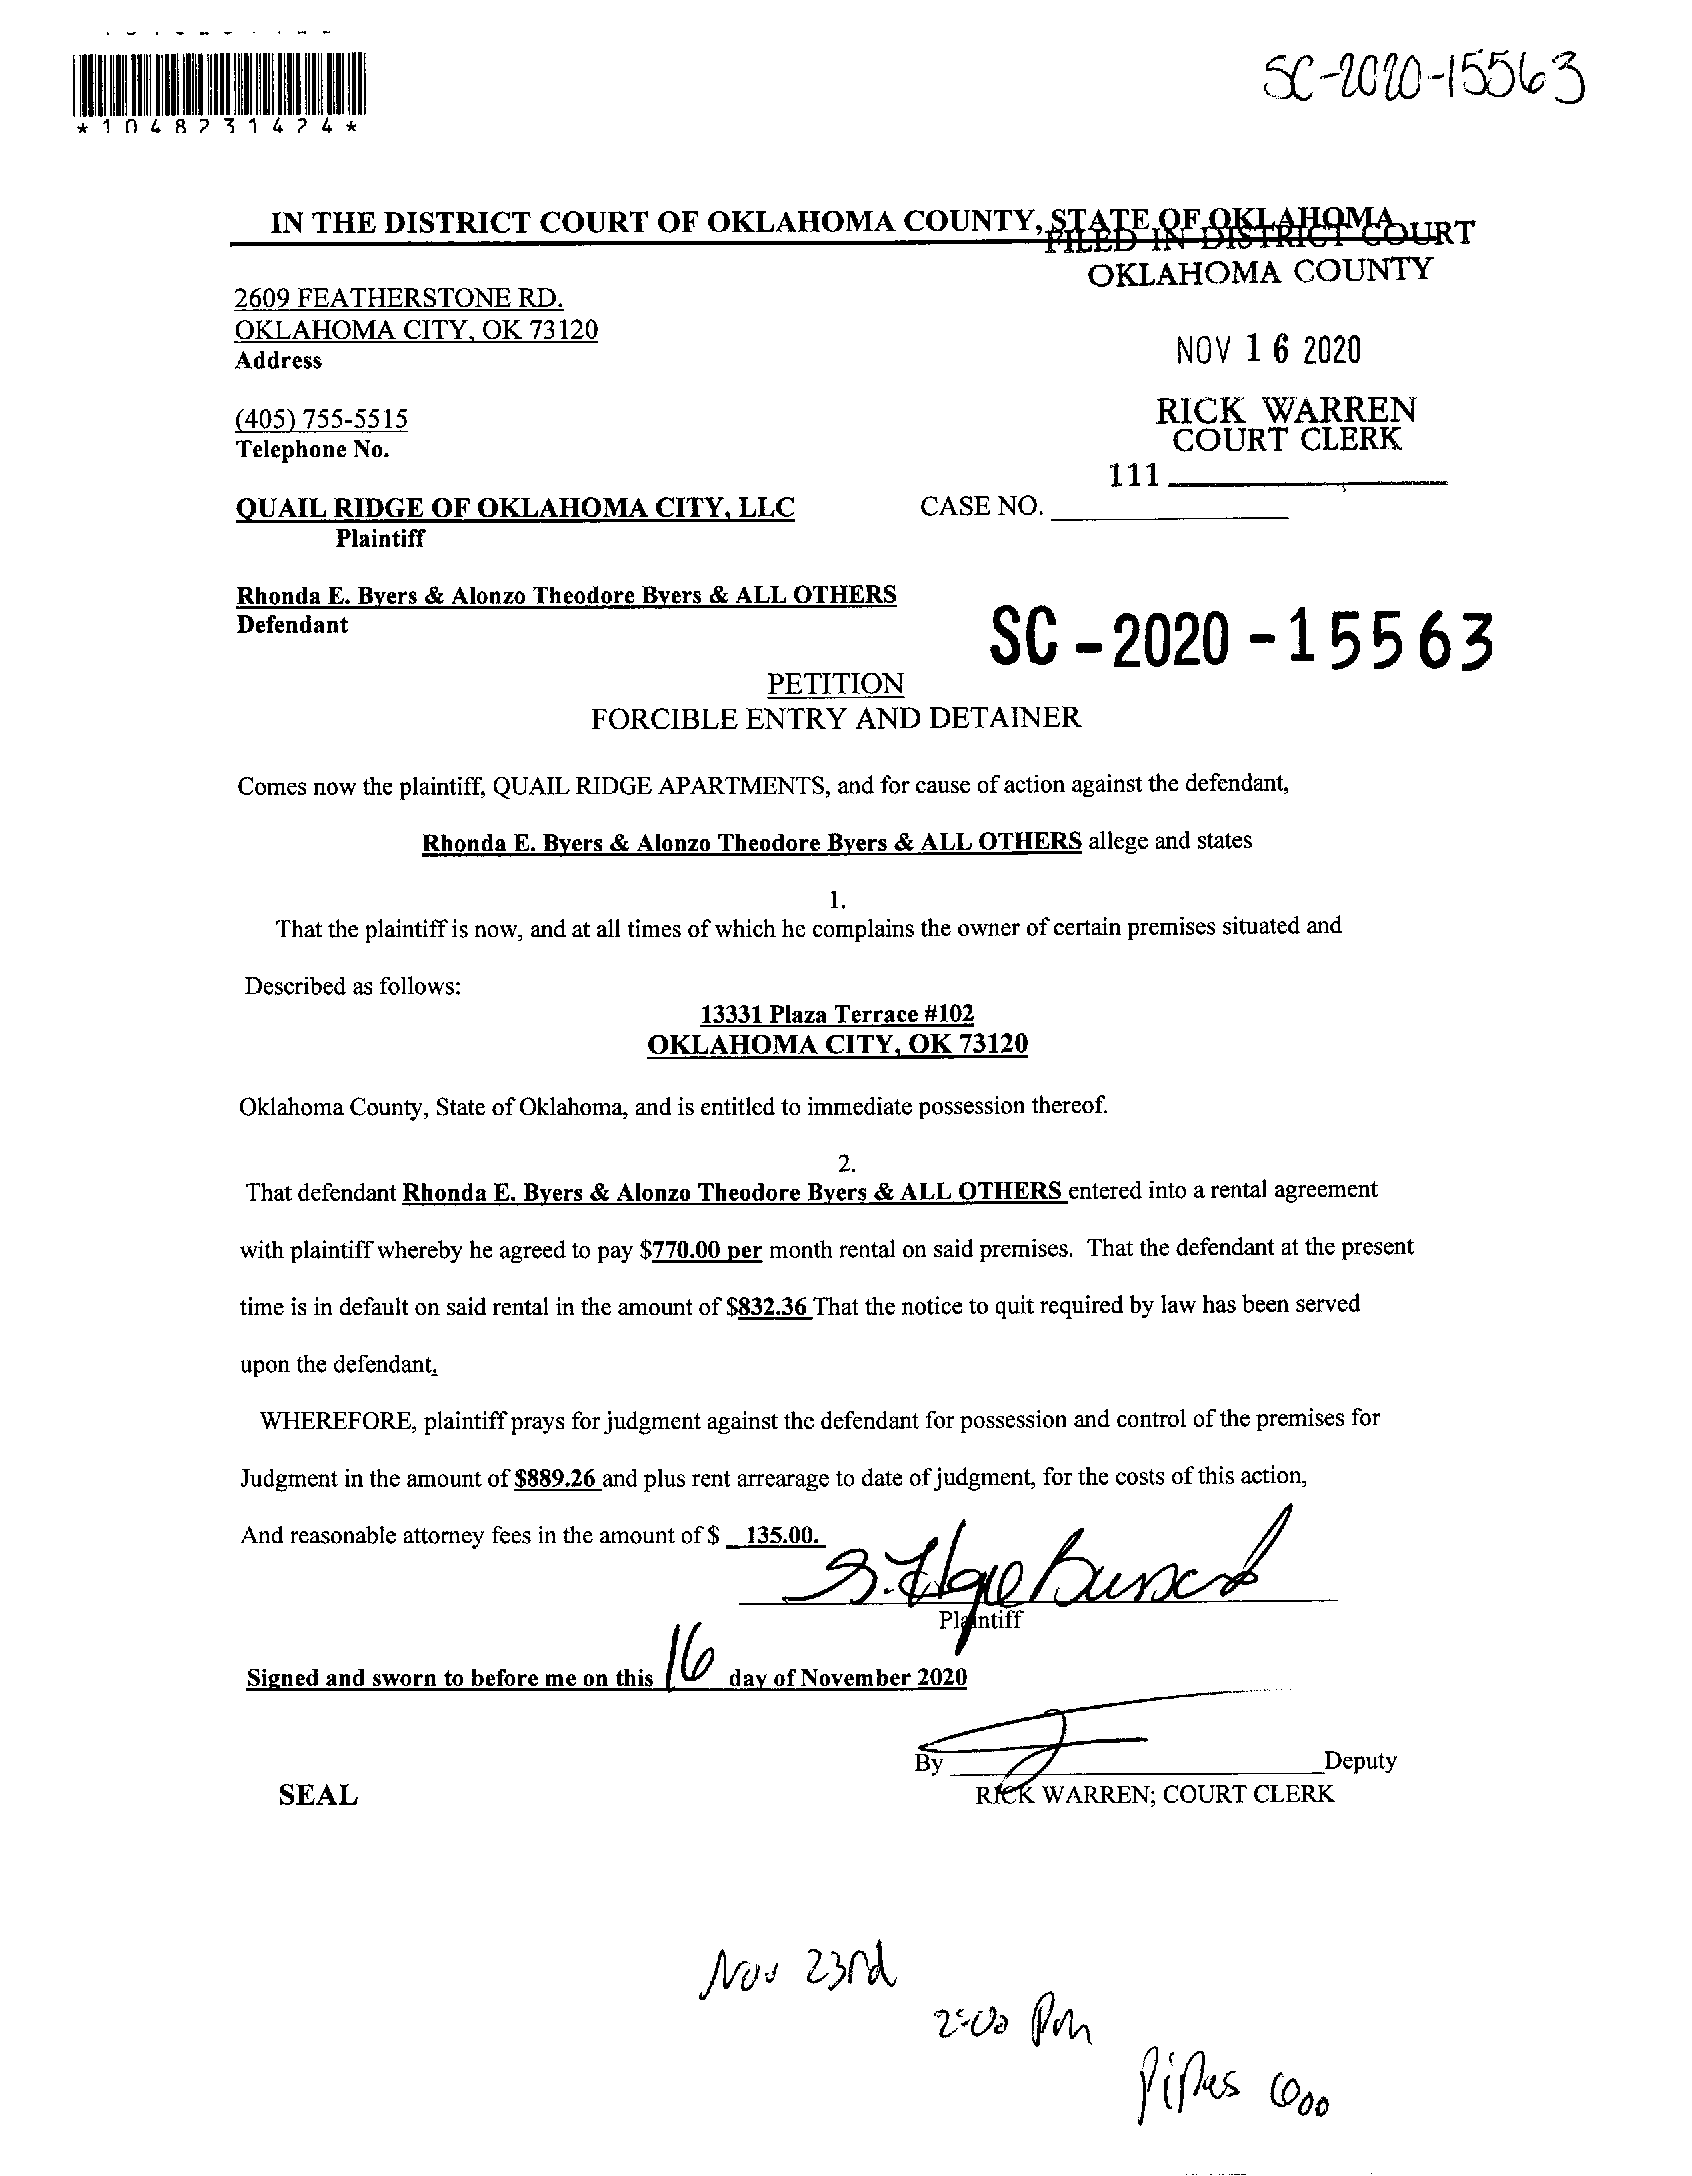 SC-2020-15563
*1048231424*
IN THE DISTRICT COURT OF OKLAHOMA COUNTY, STATE OF OKLAHOMA
FILED IN DISTRICT COURT
OKLAHOMA COUNTY
2609 FEATHERSTONE RD.
OKLAHOMA CITY, OK 73120
Address
NOV 16 2020
(405) 755-5515
Telephone No.
RICK WARREN
COURT CLERK
111
QUAIL RIDGE OF OKLAHOMA CITY, LLC
Plaintiff
CASE NO.
Rhonda E. Byers & Alonzo Theodore Byers & ALL OTHERS
Defendant
SC-2020-15563
PETITION
FORCIBLE ENTRY AND DETAINER
Comes now the plaintiff, QUAIL RIDGE APARTMENTS, and for cause of action against the defendant,
Rhonda E. Byers & Alonzo Theodore Byers & ALL OTHERS allege and states
1.
That the plaintiff is now, and at all times of which he complains the owner of certain premises situated and
Described as follows:
13331 Plaza Terrace #102
OKLAHOMA CITY, OK 73120
Oklahoma County, State of Oklahoma, and is entitled to immediate possession thereof.
2.
That defendant Rhonda E. Byers & Alonzo Theodore Byers & ALL OTHERS entered into a rental agreement
with plaintiff whereby he agreed to pay $770.00 per month rental on said premises. That the defendant at the present
time is in default on said rental in the amount of $832.36 That the notice to quit required by law has been served
upon the defendant.
WHEREFORE, plaintiff prays for judgment against the defendant for possession and control of the premises for
Judgment in the amount of $889.26 and plus rent arrearage to date of judgment, for the costs of this action,
And reasonable attorney fees in the amount of $ 135.00.
Plaintiff
Signed and sworn to before me on this 16 day of November 2020
By Deputy
SEAL
RICK WARREN; COURT CLERK
Nov 23rd
2:00 Pm